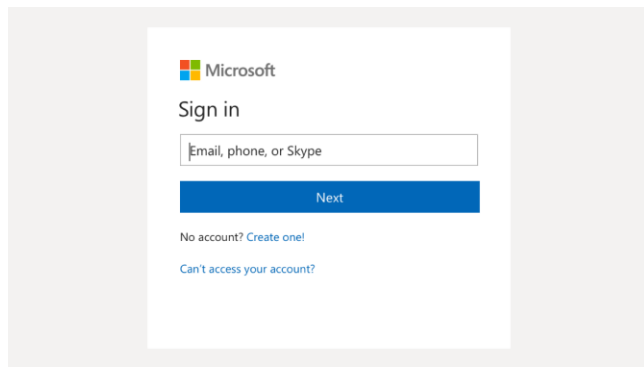 Microsoft
Sign in
Email, phone, or Skype
Next
No account? Create one!
Can't access your account?